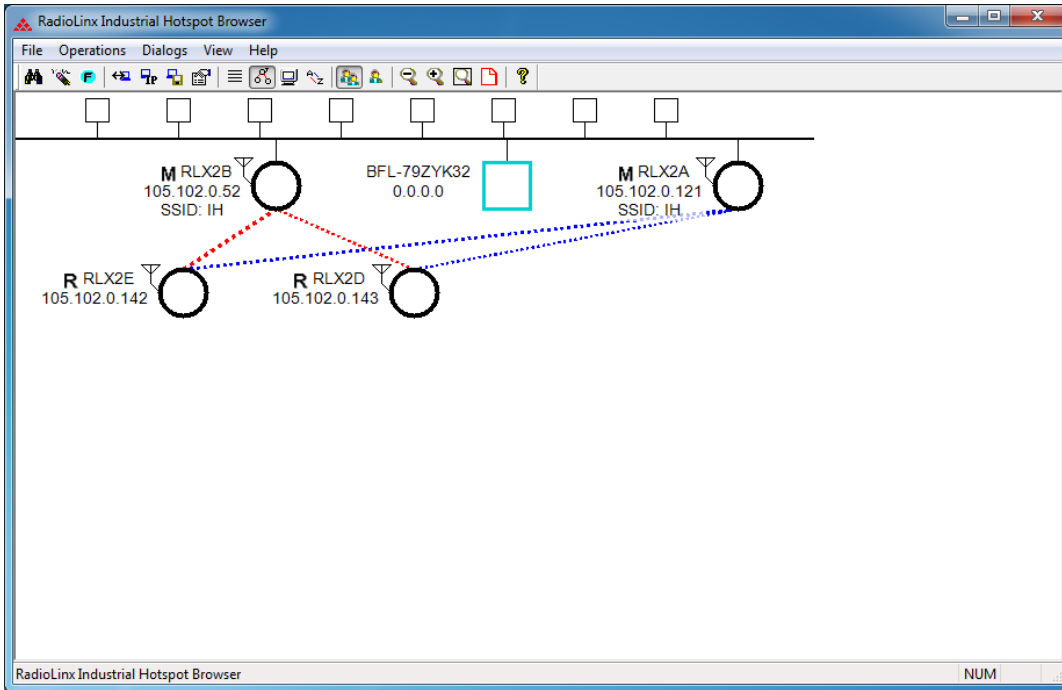 RadioLinx Industrial Hotspot Browser
File Operations Dialogs View Help
M RLX2B
105.102.0.52
SSID: IH
BFL-79ZYK32
0.0.0.0
M RLX2A
105.102.0.121
SSID: IH
R RLX2E
105.102.0.142
R RLX2D
105.102.0.143
RadioLinx Industrial Hotspot Browser
NUM